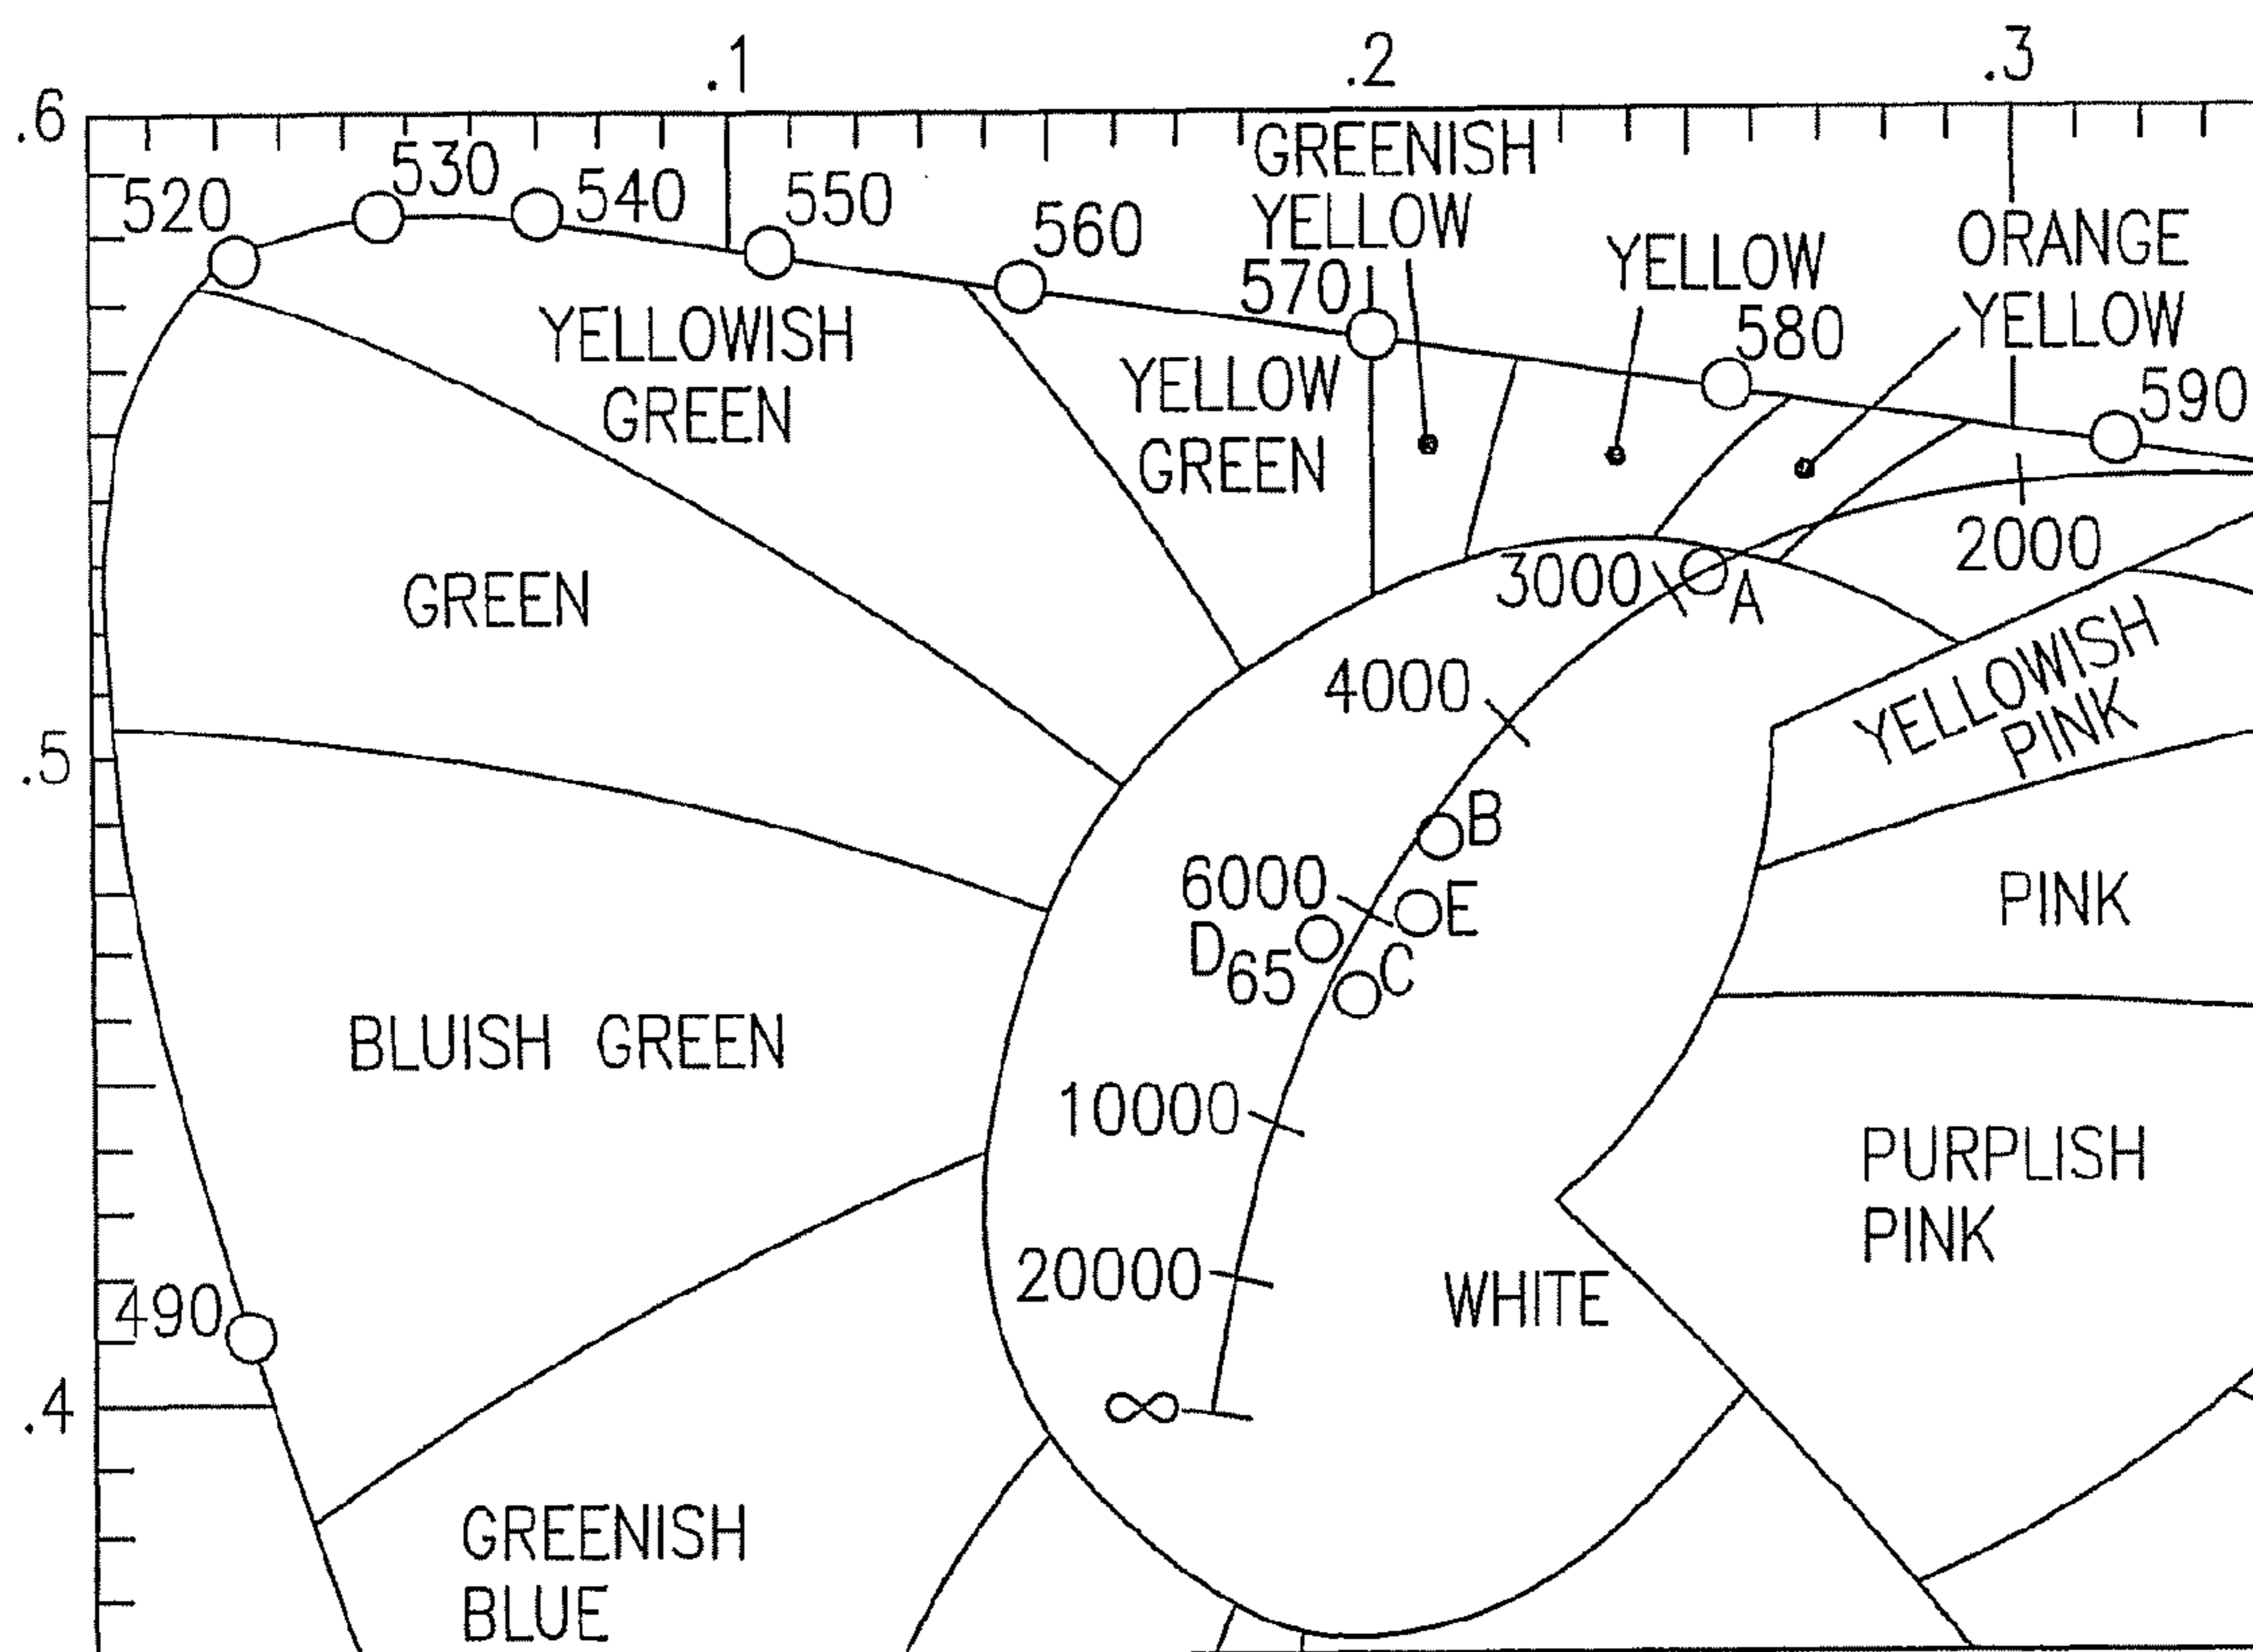 .1
.2
.3
.6
520
530
540
550
560
570
GREENISH
YELLOW
YELLOW
580
ORANGE
YELLOW
590
YELLOWISH
GREEN
YELLOW
GREEN
GREEN
3000
A
2000
4000
YELLOWISH
PINK
.5
B
6000
E
D65
C
PINK
BLUISH GREEN
10000
PURPLISH
PINK
20000
WHITE
490
∞
.4
GREENISH
BLUE